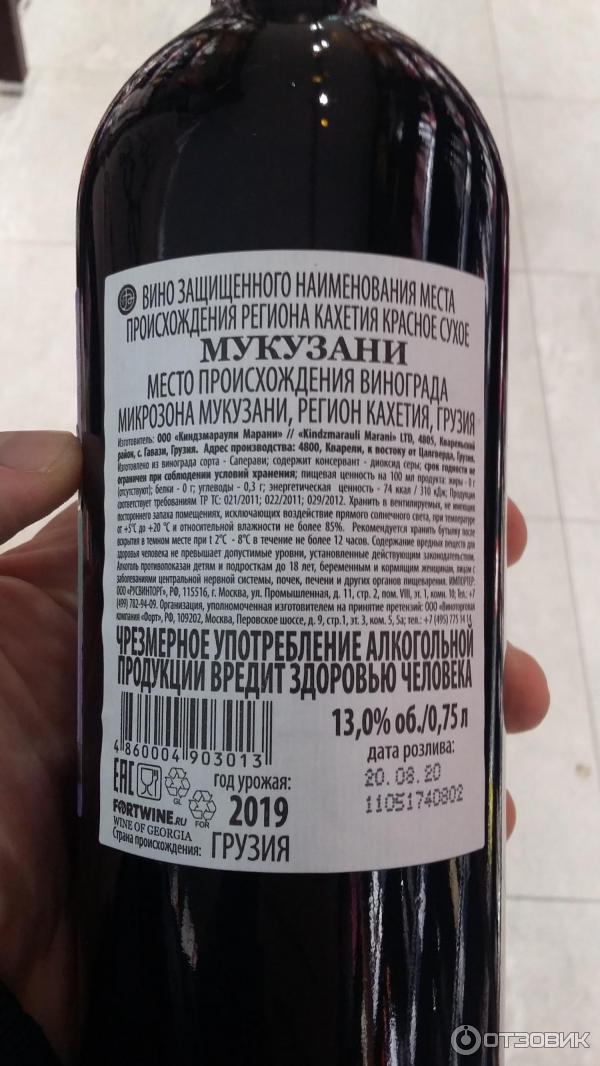 ВИНО ЗАЩИЩЕННОГО НАИМЕНОВАНИЯ МЕСТА
ПРОИСХОЖДЕНИЯ РЕГИОНА КАХЕТИЯ КРАСНОЕ СУХОЕ
МУКУЗАНИ
МЕСТО ПРОИСХОЖДЕНИЯ ВИНОГРАДА
МИКРОЗОНА МУКУЗАНИ, РЕГИОН КАХЕТИЯ, ГРУЗИЯ
Изготовитель: ООО «Киндзмараули Марани» // «Kindzmarauli Marani» LTD, 4805, Кварельский
район, с. Гавази, Грузия. Адрес производства: 4800, Кварели, к востоку от Цалгверда, Грузия.
Изготовлено из винограда сорта - Саперави; содержит консервант - диоксид серы; срок годности не
ограничен при соблюдении условий хранения; пищевая ценность на 100 мл продукта: жиры - 0 г
(отсутствуют); белки - 0 г; углеводы - 0,3 г; энергетическая ценность - 74 ккал / 310 кДж. Продукция
соответствует требованиям ТР ТС: 021/2011; 022/2011; 029/2012. Хранить в вентилируемых, не имеющих
постороннего запаха помещениях, исключающих воздействие прямого солнечного света, при температуре
от +5°C до +20 °C и относительной влажности не более 85%. Рекомендуется хранить бутылку после
вскрытия в темном месте при t 2°C - 8°C в течение не более 12 часов. Содержание вредных веществ для
здоровья человека не превышает допустимые уровни, установленные действующим законодательством.
Алкоголь противопоказан детям и подросткам до 18 лет, беременным и кормящим женщинам, лицам с
заболеваниями центральной нервной системы, почек, печени и других органов пищеварения. ИМПОРТЕР:
ООО «РУСВИНТОРГ», РФ, 115516, г. Москва, ул. Промышленная, д. 11, стр. 2, пом. VIII, эт. 1, комн. 10; Тел.: +7
(499) 702-94-09. Организация, уполномоченная изготовителем на принятие претензий: ООО «Виноторговая
компания «Форт», РФ, 109202, Москва, Перовское шоссе, д. 9, стр.1, эт. 3, ком. 5, 5а; тел.: +7 (495) 775 14 15
ЧРЕЗМЕРНОЕ УПОТРЕБЛЕНИЕ АЛКОГОЛЬНОЙ
ПРОДУКЦИИ ВРЕДИТ ЗДОРОВЬЮ ЧЕЛОВЕКА
13,0% об./0,75 л
4 860004 903013
дата розлива:
20.08.20
11051740802
EAC
GL
FOR
год урожая:
2019
FORTWINE.RU
WINE OF GEORGIA
Страна происхождения: ГРУЗИЯ
ОТЗОВИК